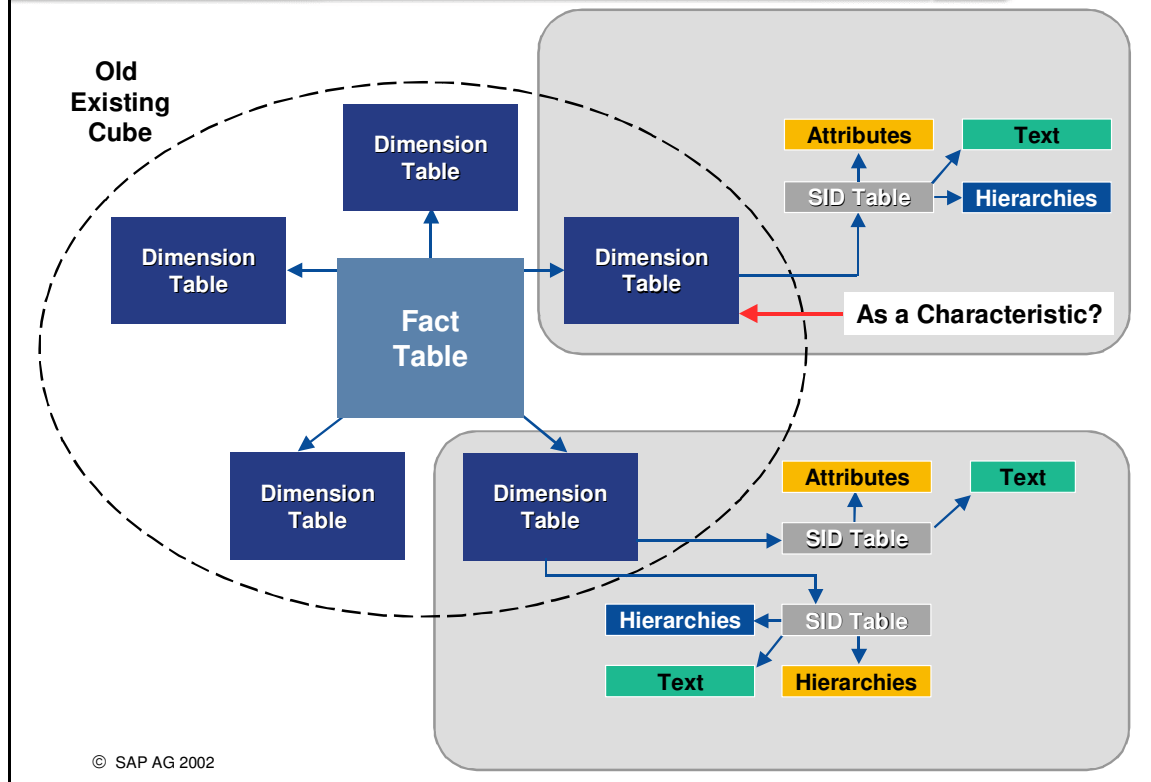 Old
Existing
Cube
Dimension
Table
Attributes
Text
SID Table
Hierarchies
Dimension
Table
Dimension
Table
Fact
Table
As a Characteristic?
Dimension
Table
Dimension
Table
Attributes
Text
SID Table
Hierarchies
SID Table
Text
Hierarchies
© SAP AG 2002